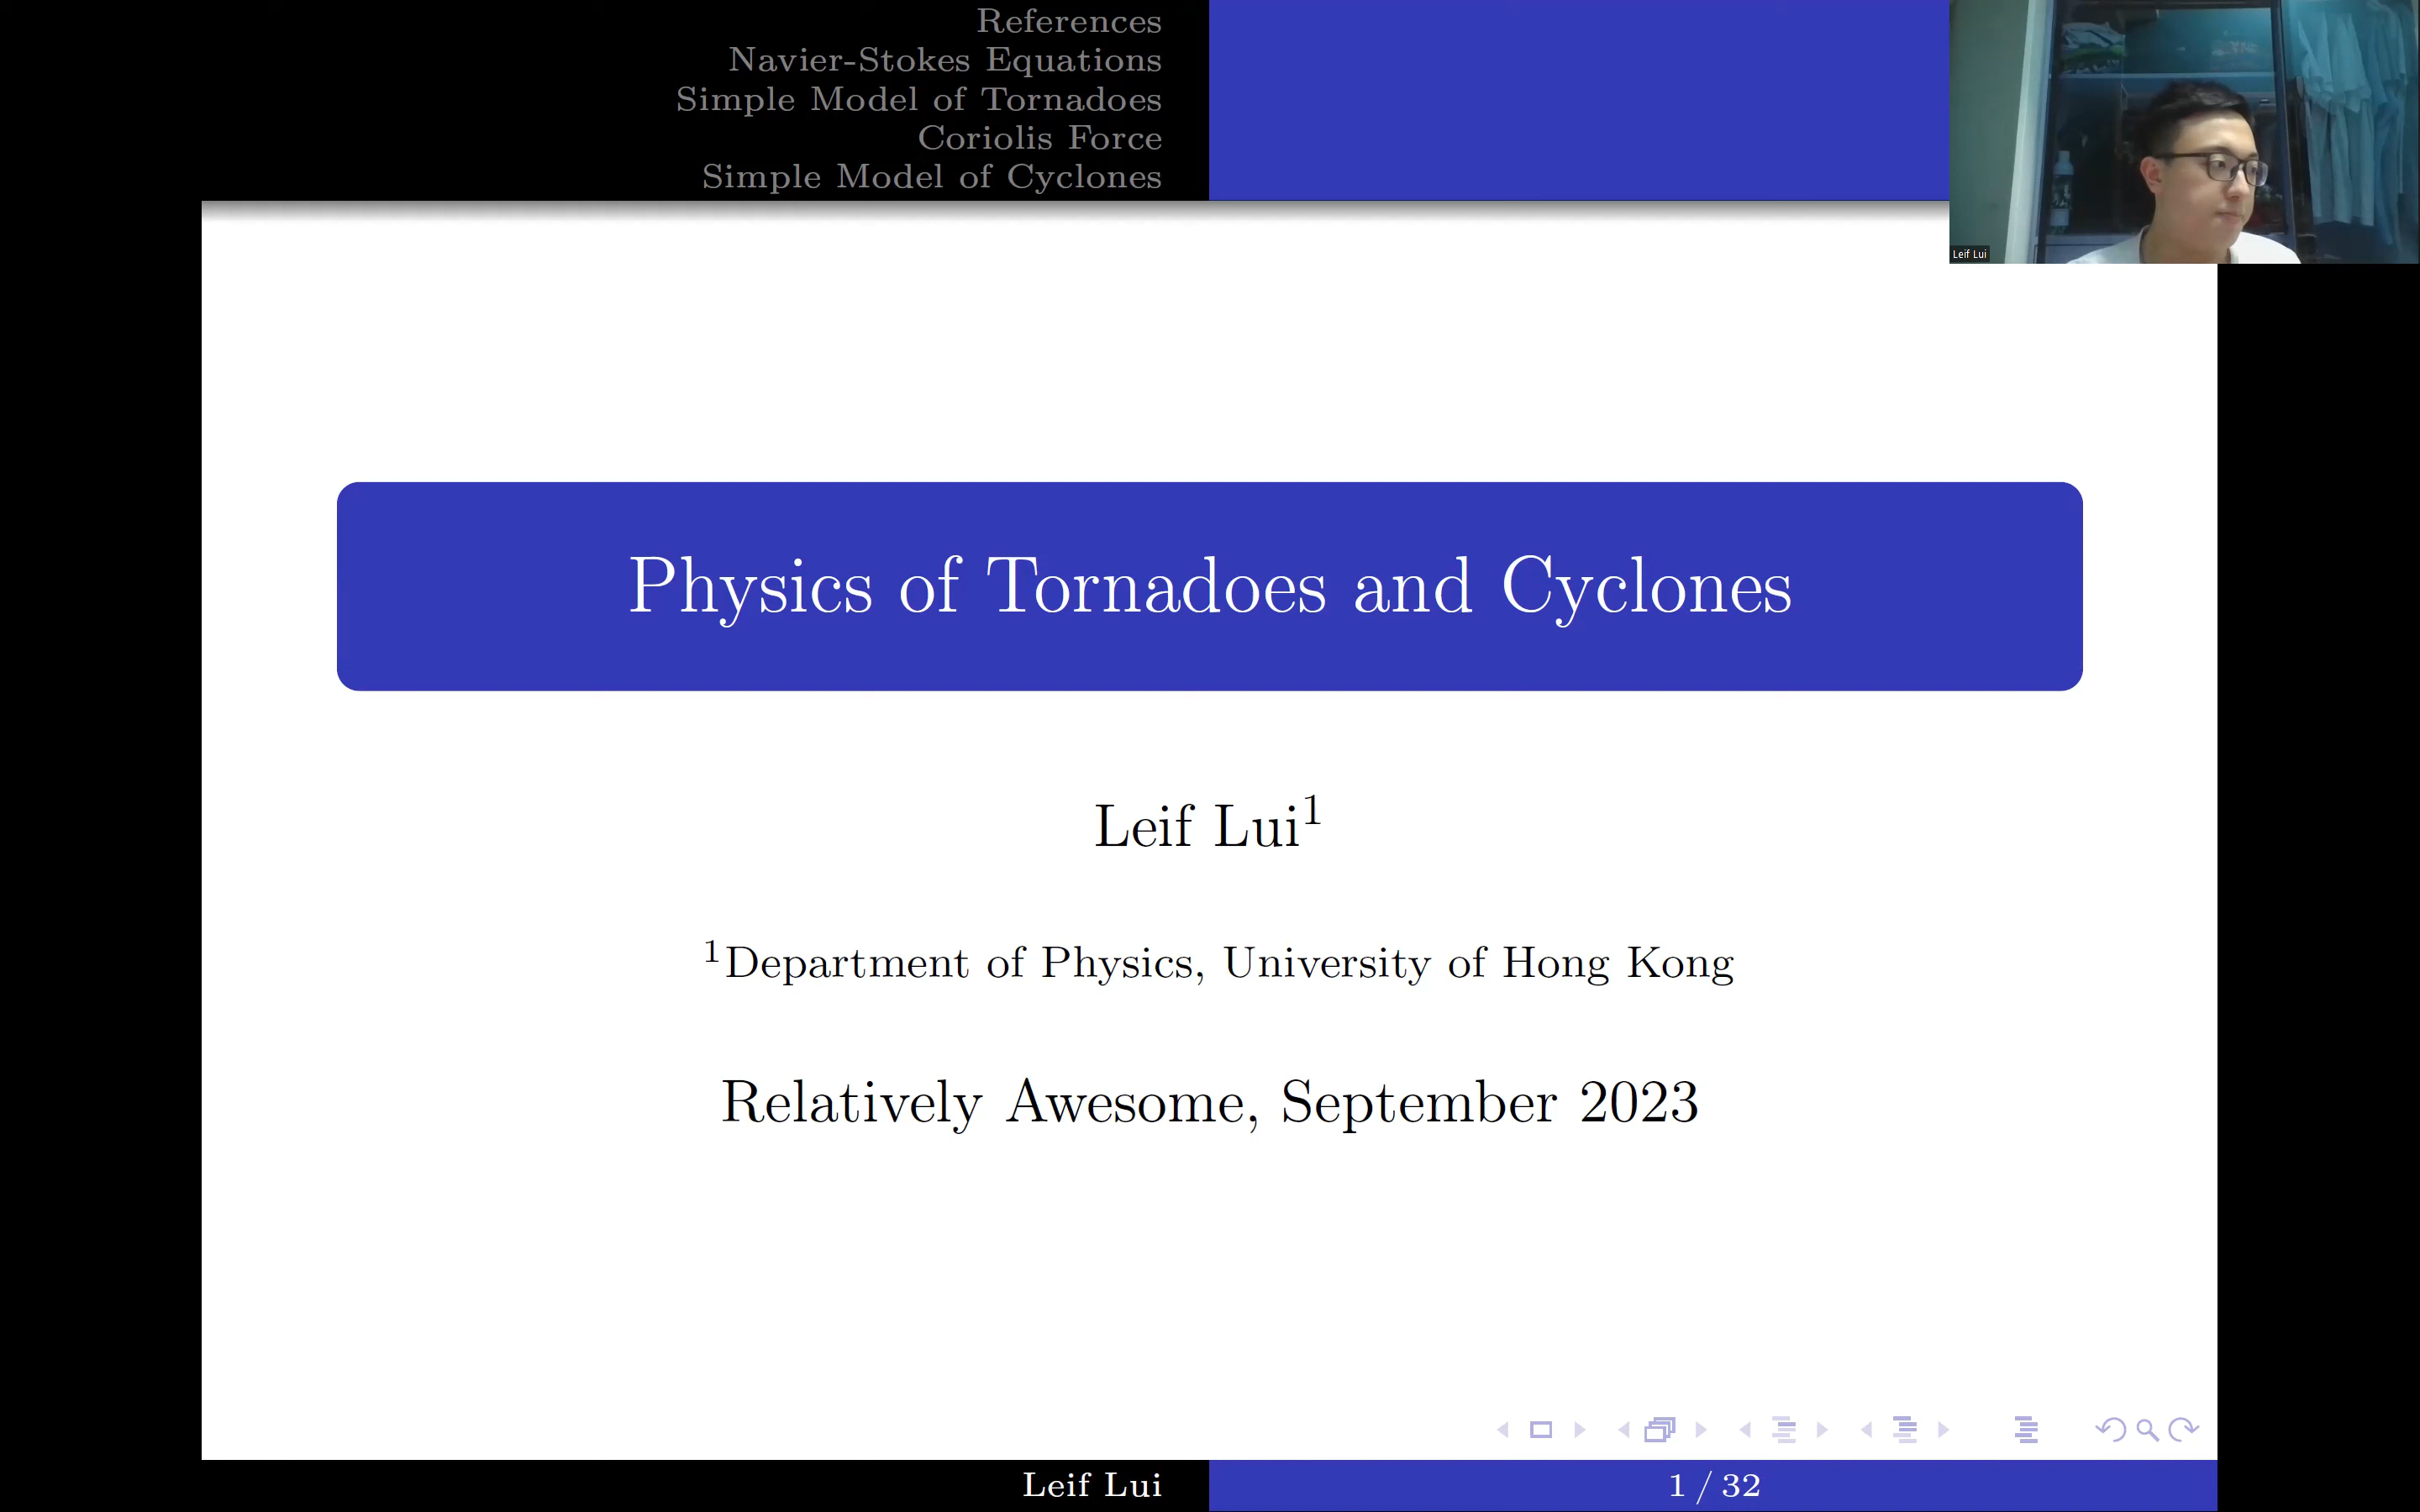 References
Navier-Stokes Equations
Simple Model of Tornadoes
Coriolis Force
Simple Model of Cyclones
Leif Lui
Physics of Tornadoes and Cyclones
Leif Lui¹
¹Department of Physics, University of Hong Kong
Relatively Awesome, September 2023
Leif Lui
1 / 32